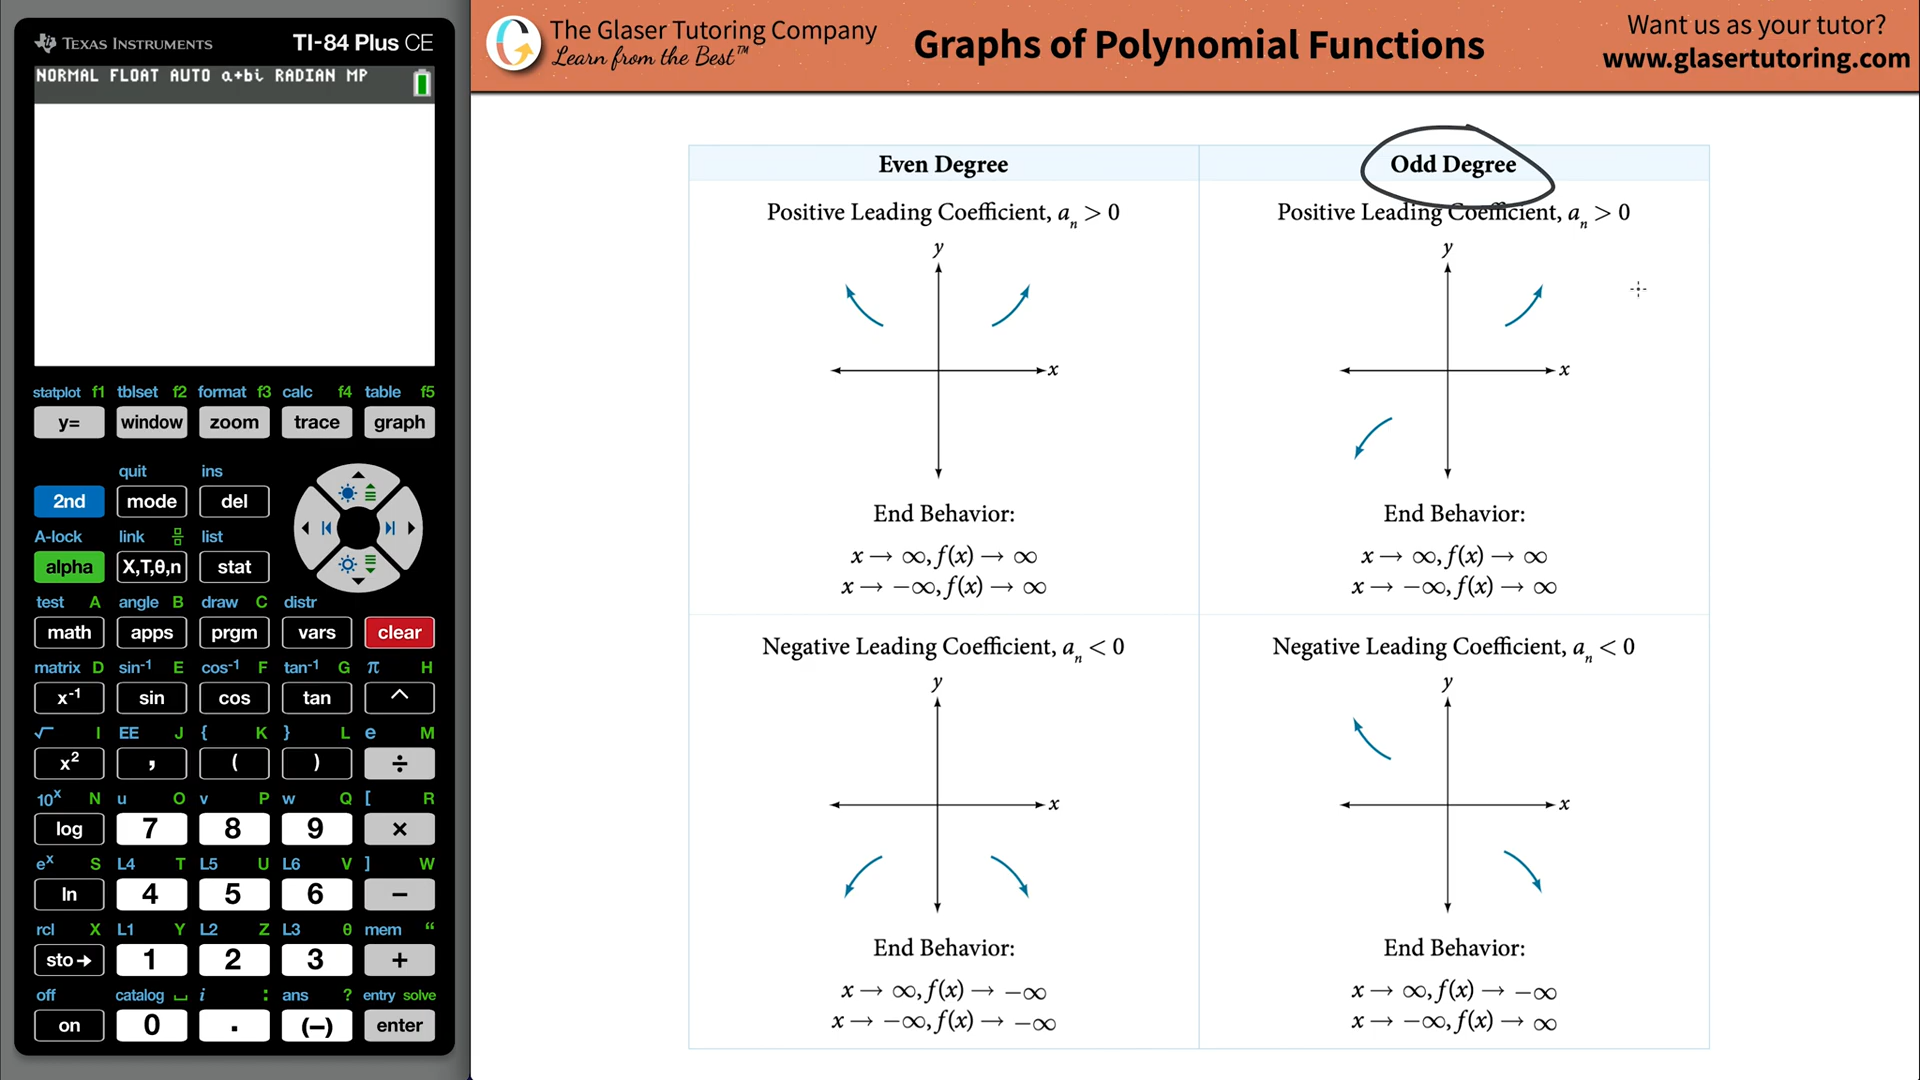 TEXAS INSTRUMENTS TI-84 Plus CE
NORMAL FLOAT AUTO a+bi RADIAN MP
statplot f1 tblset f2 format f3 calc f4 table f5
y= window zoom trace graph
quit ins
2nd mode del
A-lock link list
alpha X,T,θ,n stat
test A angle B draw C distr
math apps prgm vars clear
matrix D sin⁻¹ E cos⁻¹ F tan⁻¹ G π H
x⁻¹ sin cos tan ^
√ I EE J { K } L e M
x² , ( ) ÷
10ˣ N u O v P w Q [ R
log 7 8 9 ×
eˣ S L4 T L5 U L6 V ] W
ln 4 5 6 −
rcl X L1 Y L2 Z L3 θ mem “
sto→ 1 2 3 +
off catalog ⎵ i : ans ? entry solve
on 0 . (−) enter
The Glaser Tutoring Company
Learn from the Best™
Graphs of Polynomial Functions
Want us as your tutor?
www.glasertutoring.com
Even Degree
Positive Leading Coefficient, aₙ > 0
y
x
End Behavior:
x → ∞, f(x) → ∞
x → −∞, f(x) → ∞
Negative Leading Coefficient, aₙ < 0
y
x
End Behavior:
x → ∞, f(x) → −∞
x → −∞, f(x) → −∞
Odd Degree
Positive Leading Coefficient, aₙ > 0
y
x
End Behavior:
x → ∞, f(x) → ∞
x → −∞, f(x) → ∞
Negative Leading Coefficient, aₙ < 0
y
x
End Behavior:
x → ∞, f(x) → −∞
x → −∞, f(x) → ∞